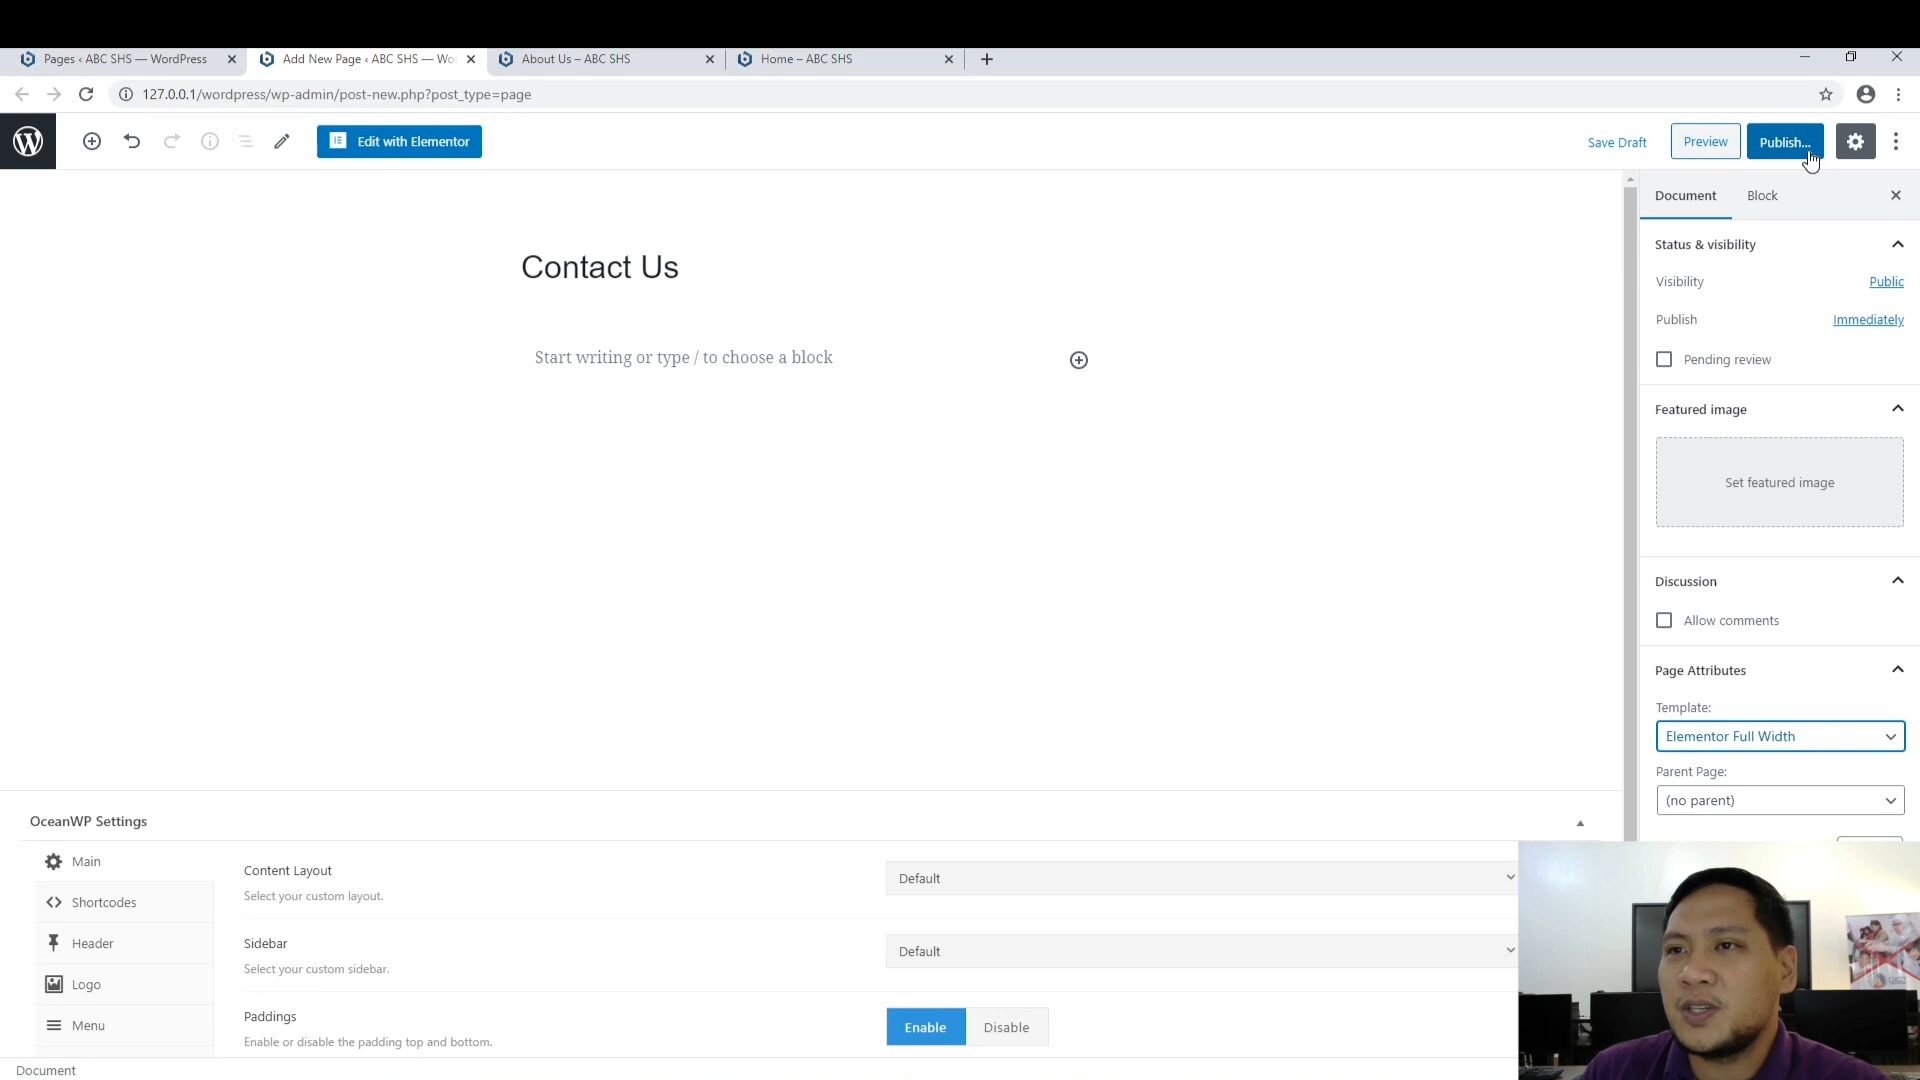 Pages ‹ ABC SHS — WordPress
Add New Page ‹ ABC SHS — Wo
About Us – ABC SHS
Home – ABC SHS
127.0.0.1/wordpress/wp-admin/post-new.php?post_type=page
Edit with Elementor
Save Draft
Preview
Publish...
Document
Block
Contact Us
Start writing or type / to choose a block
Status & visibility
Visibility
Public
Publish
Immediately
Pending review
Featured image
Set featured image
Discussion
Allow comments
Page Attributes
Template:
Elementor Full Width
Parent Page:
(no parent)
OceanWP Settings
Main
Shortcodes
Header
Logo
Menu
Content Layout
Select your custom layout.
Default
Sidebar
Select your custom sidebar.
Default
Paddings
Enable or disable the padding top and bottom.
Enable
Disable
Document